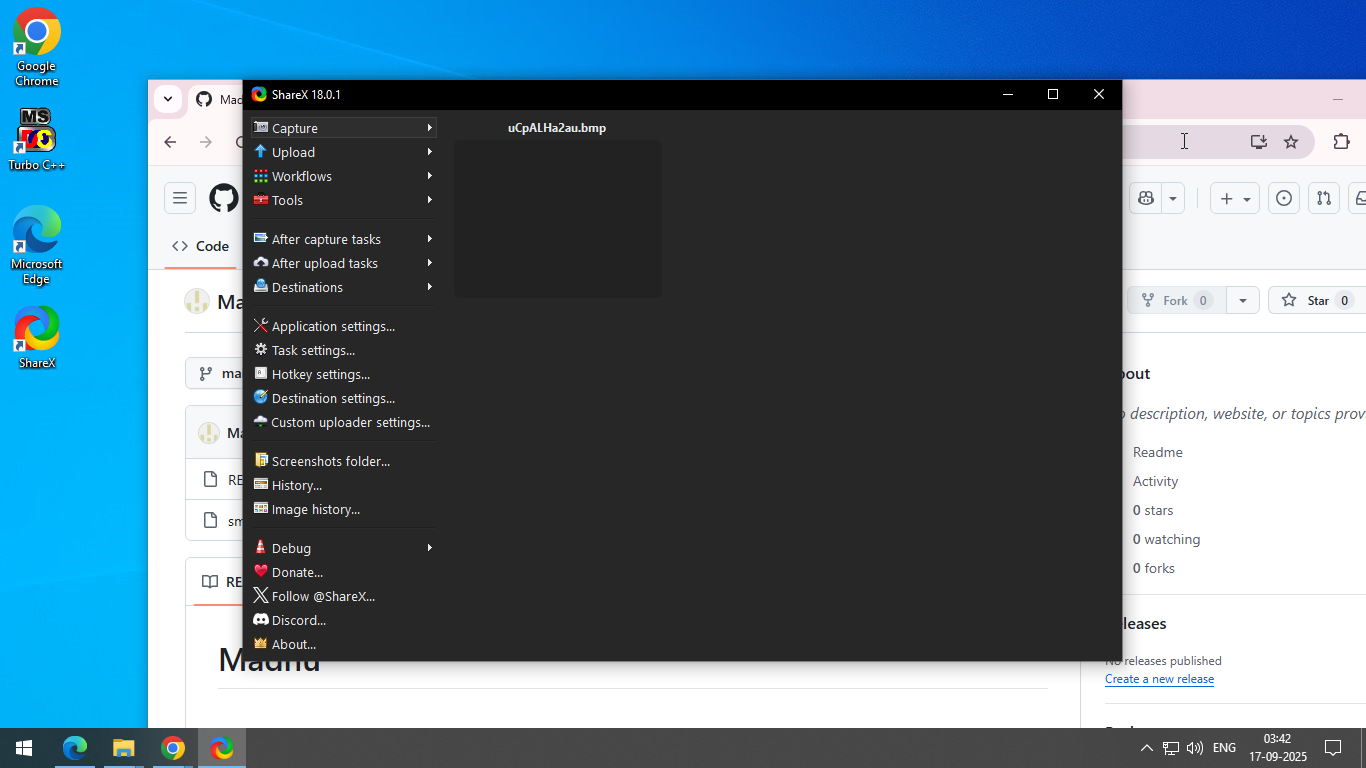 Google
Chrome
MS
DOS
Turbo C++
Microsoft
Edge
ShareX
Mad
ShareX 18.0.1
Capture
Upload
Workflows
Tools
After capture tasks
After upload tasks
Destinations
Application settings...
Task settings...
Hotkey settings...
Destination settings...
Custom uploader settings...
Screenshots folder...
History...
Image history...
Debug
Donate...
Follow @ShareX...
Discord...
About...
uCpALHa2au.bmp
Code
Ma
ma
Ma
RE
sm
RE
Madhu
Fork 0
Star 0
bout
description, website, or topics prov
Readme
Activity
0 stars
0 watching
0 forks
eleases
No releases published
Create a new release
ENG
03:42
17-09-2025